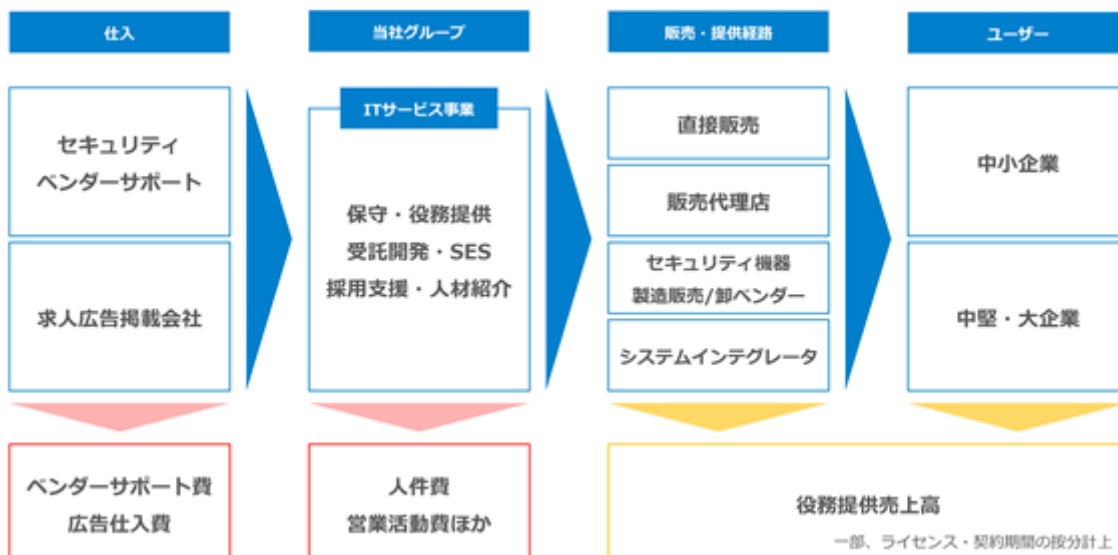 仕入
当社グループ
販売・提供経路
ユーザー
セキュリティ
ベンダーサポート
求人広告掲載会社
ITサービス事業
保守・役務提供
受託開発・SES
採用支援・人材紹介
直接販売
販売代理店
セキュリティ機器
製造販売/卸ベンダー
システムインテグレータ
中小企業
中堅・大企業
ベンダーサポート費
広告仕入費
人件費
営業活動費ほか
役務提供売上高
一部、ライセンス・契約期間の按分計上